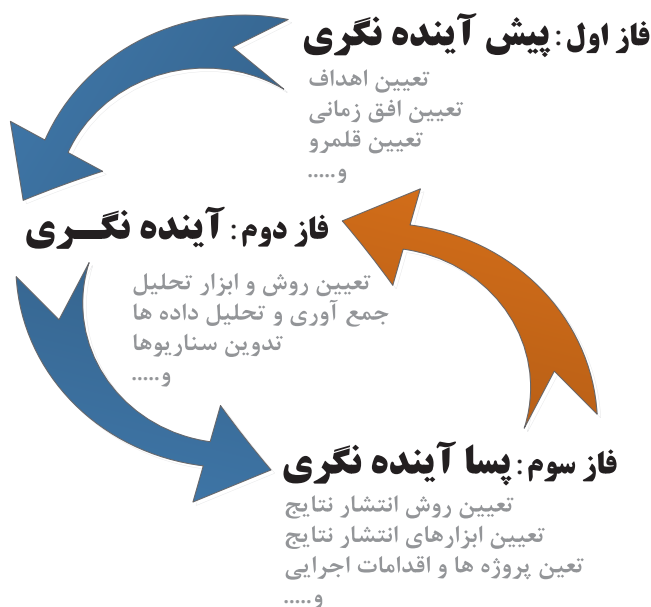 فاز اول: پیش آینده نگری
تعیین اهداف
تعیین افق زمانی
تعیین قلمرو
و.....
فاز دوم: آینده نگــری
تعیین روش و ابزار تحلیل
جمع آوری و تحلیل داده ها
تدوین سناریوها
و.....
فاز سوم: پسا آینده نگری
تعیین روش انتشار نتایج
تعیین ابزارهای انتشار نتایج
تعین پروژه ها و اقدامات اجرایی
و.....